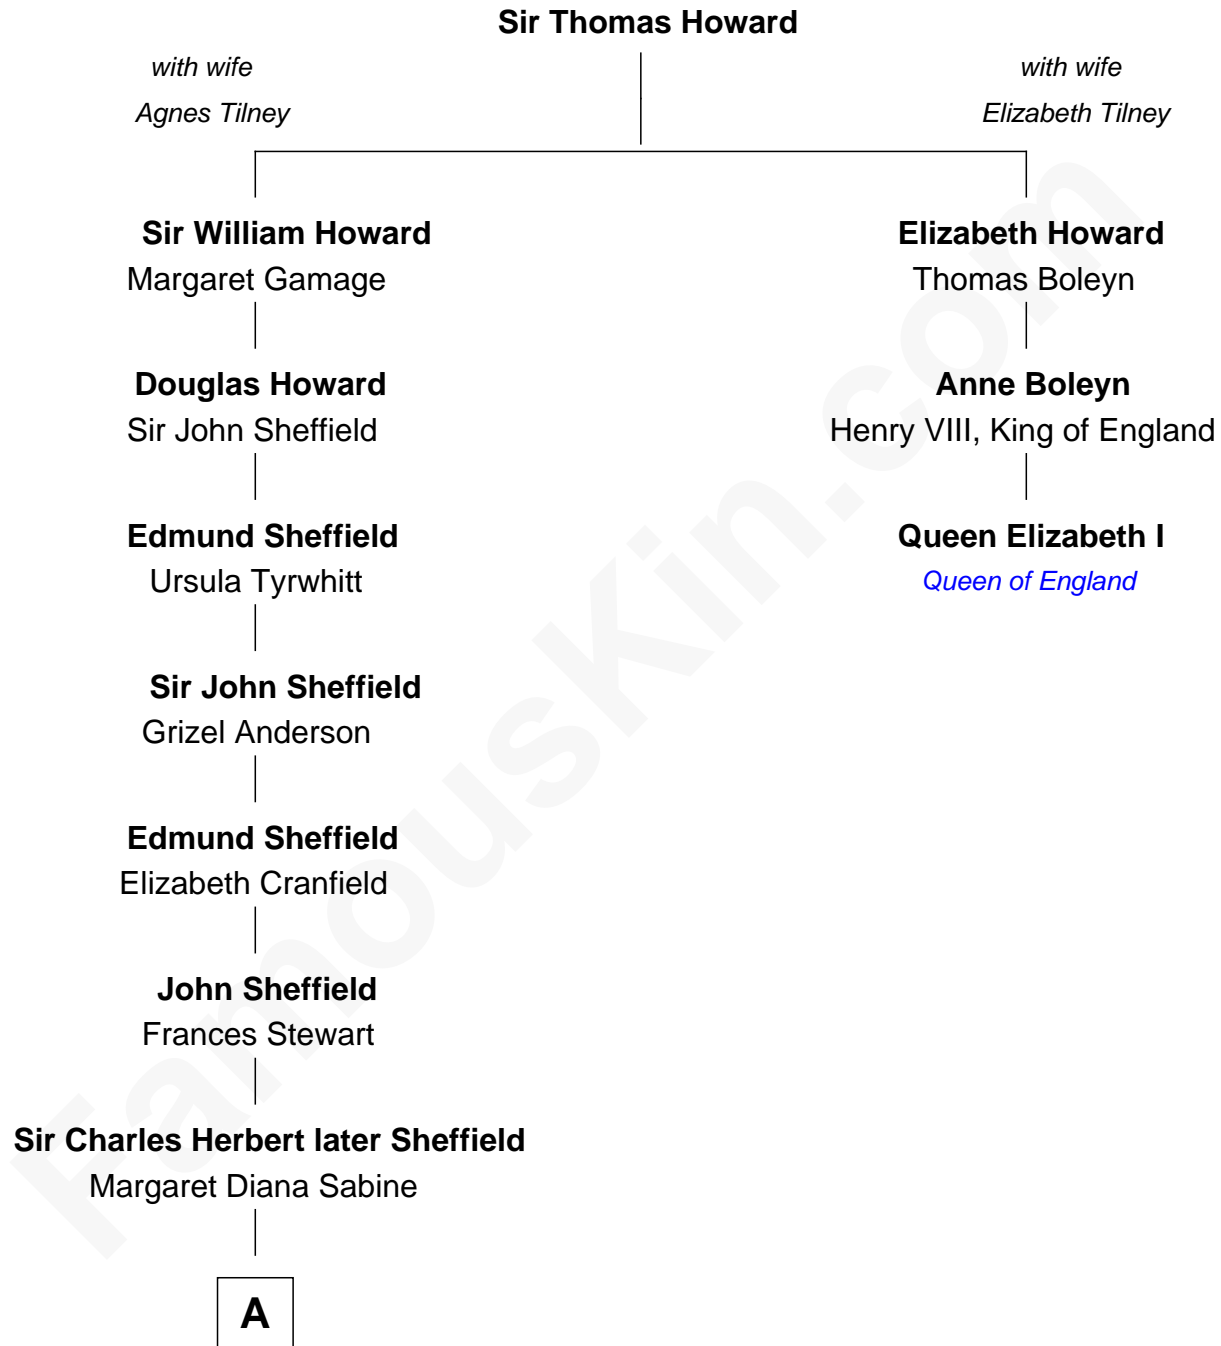 Sir Thomas Howard
with wife
Agnes Tilney
with wife
Elizabeth Tilney
Sir William Howard
Margaret Gamage
Elizabeth Howard
Thomas Boleyn
Douglas Howard
Sir John Sheffield
Anne Boleyn
Henry VIII, King of England
Edmund Sheffield
Ursula Tyrwhitt
Queen Elizabeth I
Queen of England
Sir John Sheffield
Grizel Anderson
Edmund Sheffield
Elizabeth Cranfield
John Sheffield
Frances Stewart
Sir Charles Herbert later Sheffield
Margaret Diana Sabine
A
FamousKin.com